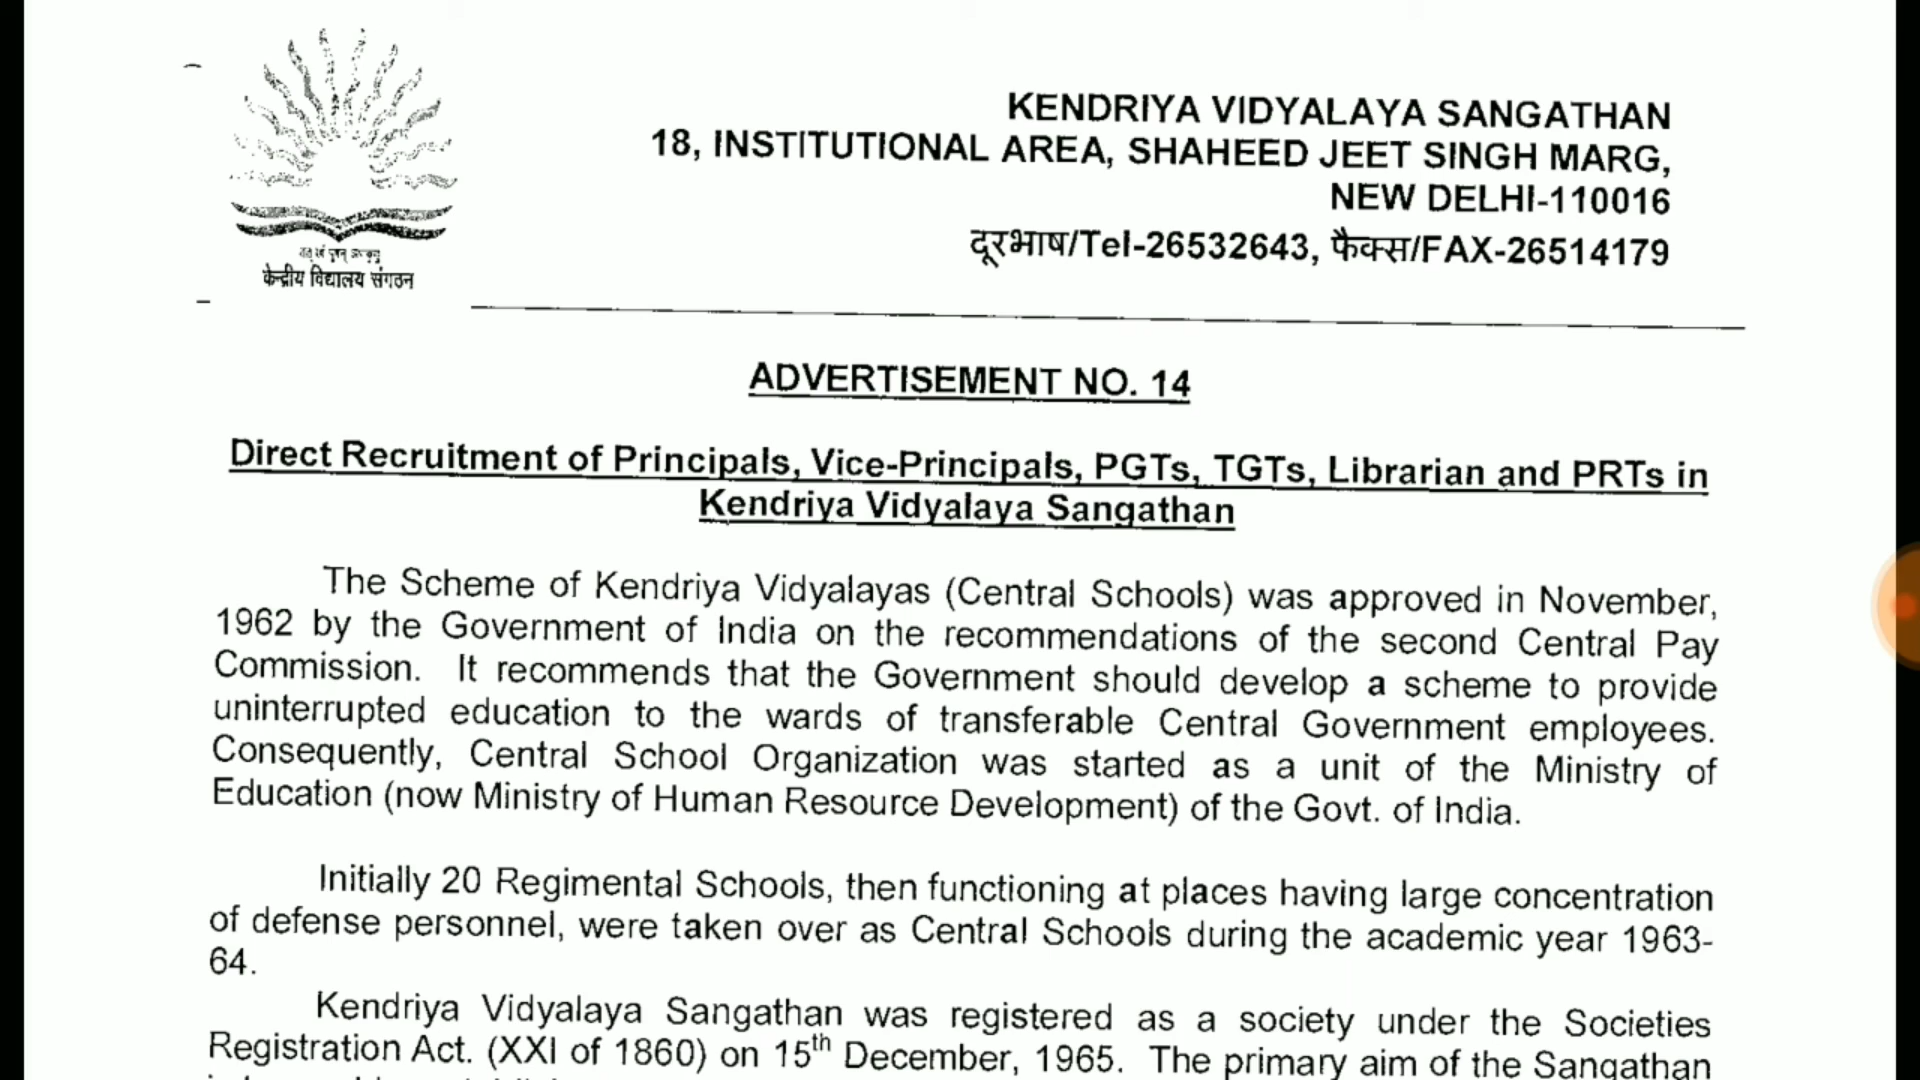 KENDRIYA VIDYALAYA SANGATHAN
18, INSTITUTIONAL AREA, SHAHEED JEET SINGH MARG,
NEW DELHI-110016
दूरभाष/Tel-26532643, फैक्स/FAX-26514179
केन्द्रीय विद्यालय संगठन
ADVERTISEMENT NO. 14
Direct Recruitment of Principals, Vice-Principals, PGTs, TGTs, Librarian and PRTs in
Kendriya Vidyalaya Sangathan
The Scheme of Kendriya Vidyalayas (Central Schools) was approved in November,
1962 by the Government of India on the recommendations of the second Central Pay
Commission. It recommends that the Government should develop a scheme to provide
uninterrupted education to the wards of transferable Central Government employees.
Consequently, Central School Organization was started as a unit of the Ministry of
Education (now Ministry of Human Resource Development) of the Govt. of India.
Initially 20 Regimental Schools, then functioning at places having large concentration
of defense personnel, were taken over as Central Schools during the academic year 1963-
64.
Kendriya Vidyalaya Sangathan was registered as a society under the Societies
Registration Act. (XXI of 1860) on 15th December, 1965. The primary aim of the Sangathan